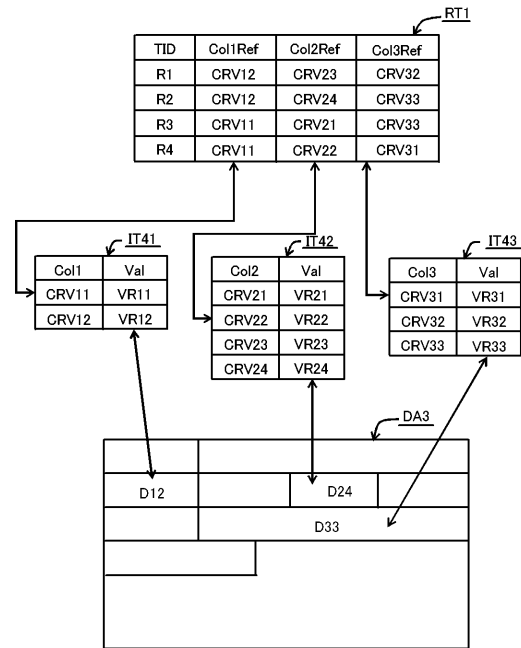 RT1
TID Col1Ref Col2Ref Col3Ref
R1 CRV12 CRV23 CRV32
R2 CRV12 CRV24 CRV33
R3 CRV11 CRV21 CRV33
R4 CRV11 CRV22 CRV31
IT41
Col1 Val
CRV11 VR11
CRV12 VR12
IT42
Col2 Val
CRV21 VR21
CRV22 VR22
CRV23 VR23
CRV24 VR24
IT43
Col3 Val
CRV31 VR31
CRV32 VR32
CRV33 VR33
DA3
D12 D24
D33